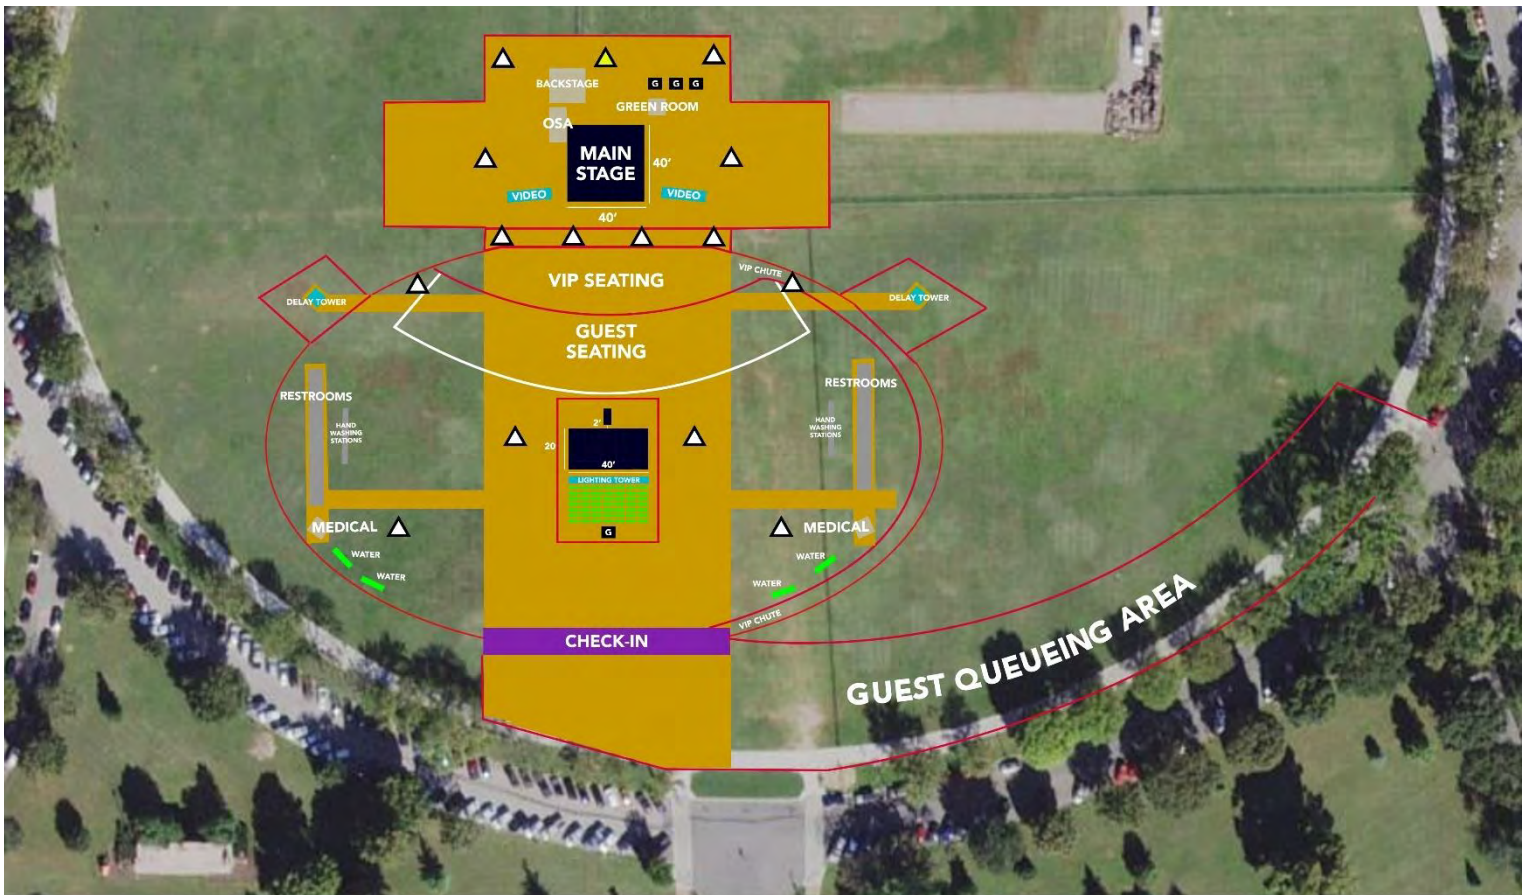 BACKSTAGE
G G G
GREEN ROOM
OSA
MAIN
STAGE
40'
VIDEO
VIDEO
40'
VIP SEATING
VIP CHUTE
DELAY TOWER
DELAY TOWER
GUEST
SEATING
RESTROOMS
RESTROOMS
HAND
WASHING
STATIONS
HAND
WASHING
STATIONS
2'
20
40'
LIGHTING TOWER
G
MEDICAL
MEDICAL
WATER
WATER
WATER
WATER
VIP CHUTE
CHECK-IN
GUEST QUEUEING AREA